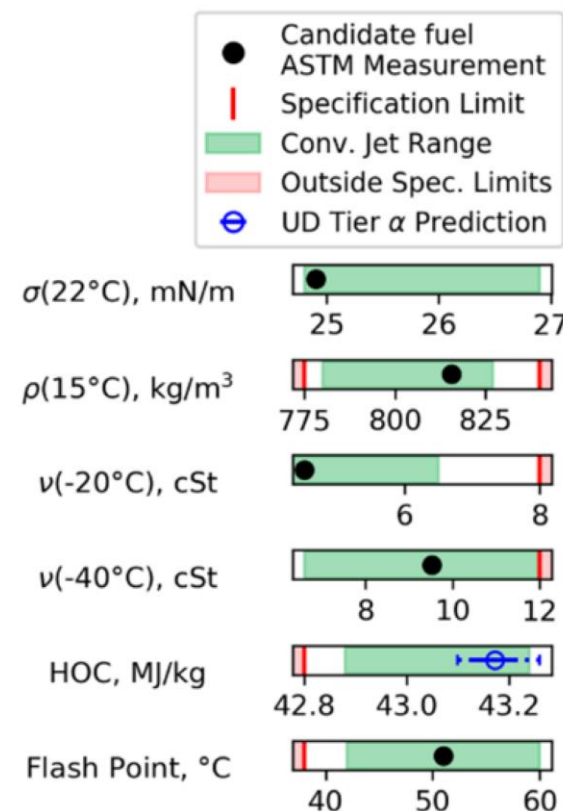 Candidate fuel
ASTM Measurement
Specification Limit
Conv. Jet Range
Outside Spec. Limits
UD Tier α Prediction
σ(22°C), mN/m
25 26 27
ρ(15°C), kg/m³
775 800 825
ν(-20°C), cSt
6 8
ν(-40°C), cSt
8 10 12
HOC, MJ/kg
42.8 43.0 43.2
Flash Point, °C
40 50 60